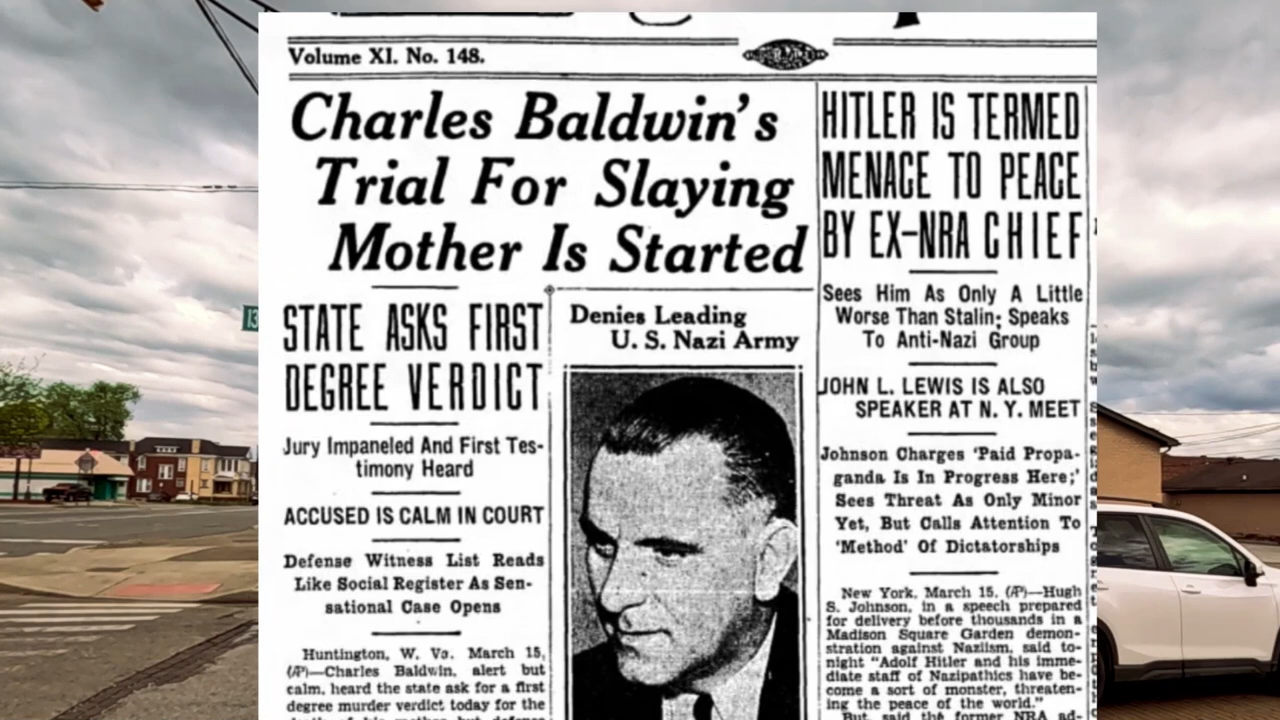 Volume XI. No. 148.
Charles Baldwin's
Trial For Slaying
Mother Is Started
STATE ASKS FIRST
DEGREE VERDICT
Jury Impaneled And First Tes-
timony Heard
ACCUSED IS CALM IN COURT
Defense Witness List Reads
Like Social Register As Sen-
sational Case Opens
Huntington, W. Va. March 15,
(AP)—Charles Baldwin, alert but
calm, heard the state ask for a first
degree murder verdict today for the
Denies Leading
U. S. Nazi Army
HITLER IS TERMED
MENACE TO PEACE
BY EX-NRA CHIEF
Sees Him As Only A Little
Worse Than Stalin; Speaks
To Anti-Nazi Group
JOHN L. LEWIS IS ALSO
SPEAKER AT N. Y. MEET
Johnson Charges 'Paid Propa-
ganda Is In Progress Here;'
Sees Threat As Only Minor
Yet, But Calls Attention To
'Method' Of Dictatorships
New York, March 15, (AP)—Hugh
S. Johnson, in a speech prepared
for delivery before thousands in a
Madison Square Garden demon-
stration against Naziism, said to-
night "Adolf Hitler and his imme-
diate staff of Nazipathics have be-
come a sort of monster, threaten-
ing the peace of the world."
But, said the former NRA ad-
13